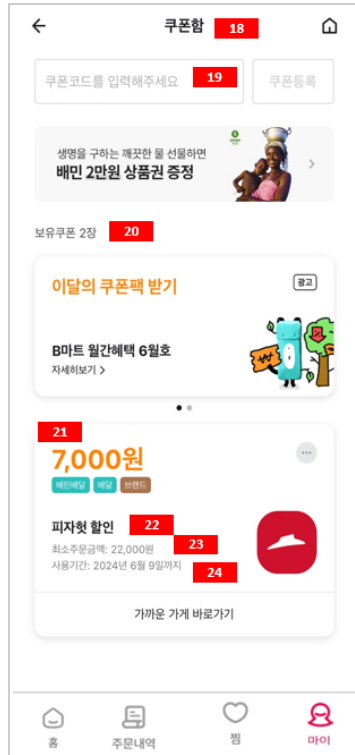 쿠폰함 18
쿠폰코드를 입력해주세요 19 쿠폰등록
생명을 구하는 깨끗한 물 선물하면
배민 2만원 상품권 증정
보유쿠폰 2장 20
이달의 쿠폰팩 받기 광고
B마트 월간혜택 6월호
자세히보기 >
21
7,000원
배민배달 배달 브랜드
피자헛 할인 22
최소주문금액: 22,000원 23
사용기간: 2024년 6월 9일까지 24
가까운 가게 바로가기
홈 주문내역 찜 마이